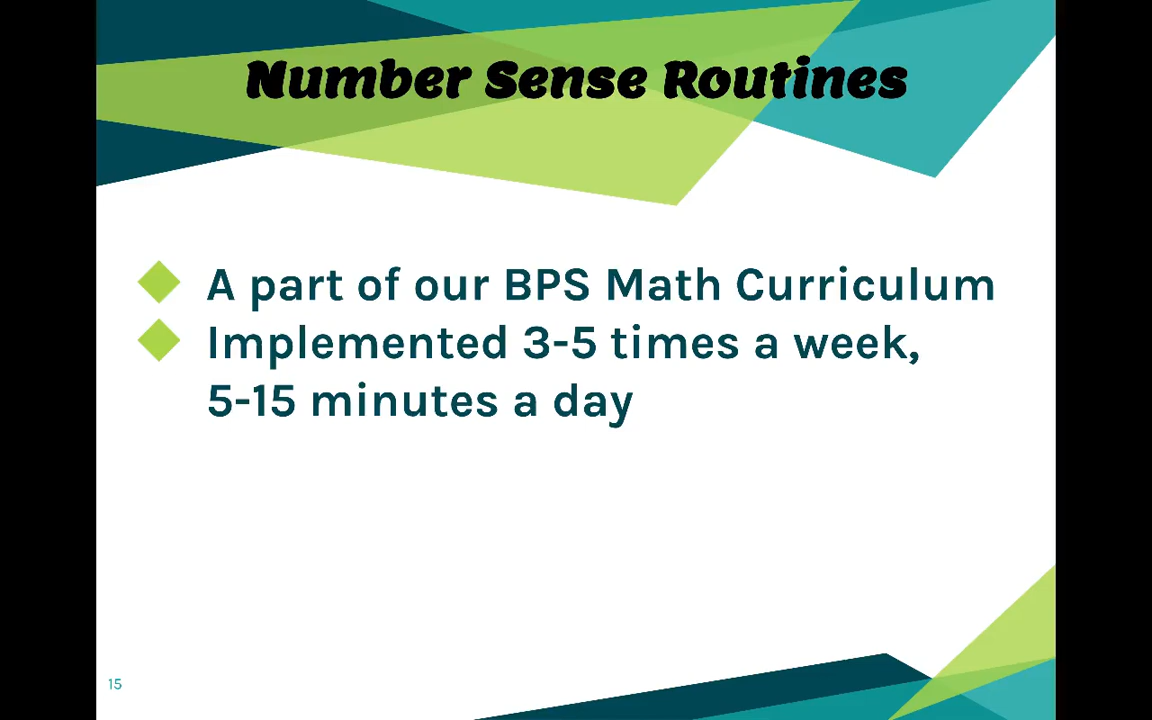 Number Sense Routines
A part of our BPS Math Curriculum
Implemented 3-5 times a week,
5-15 minutes a day
15